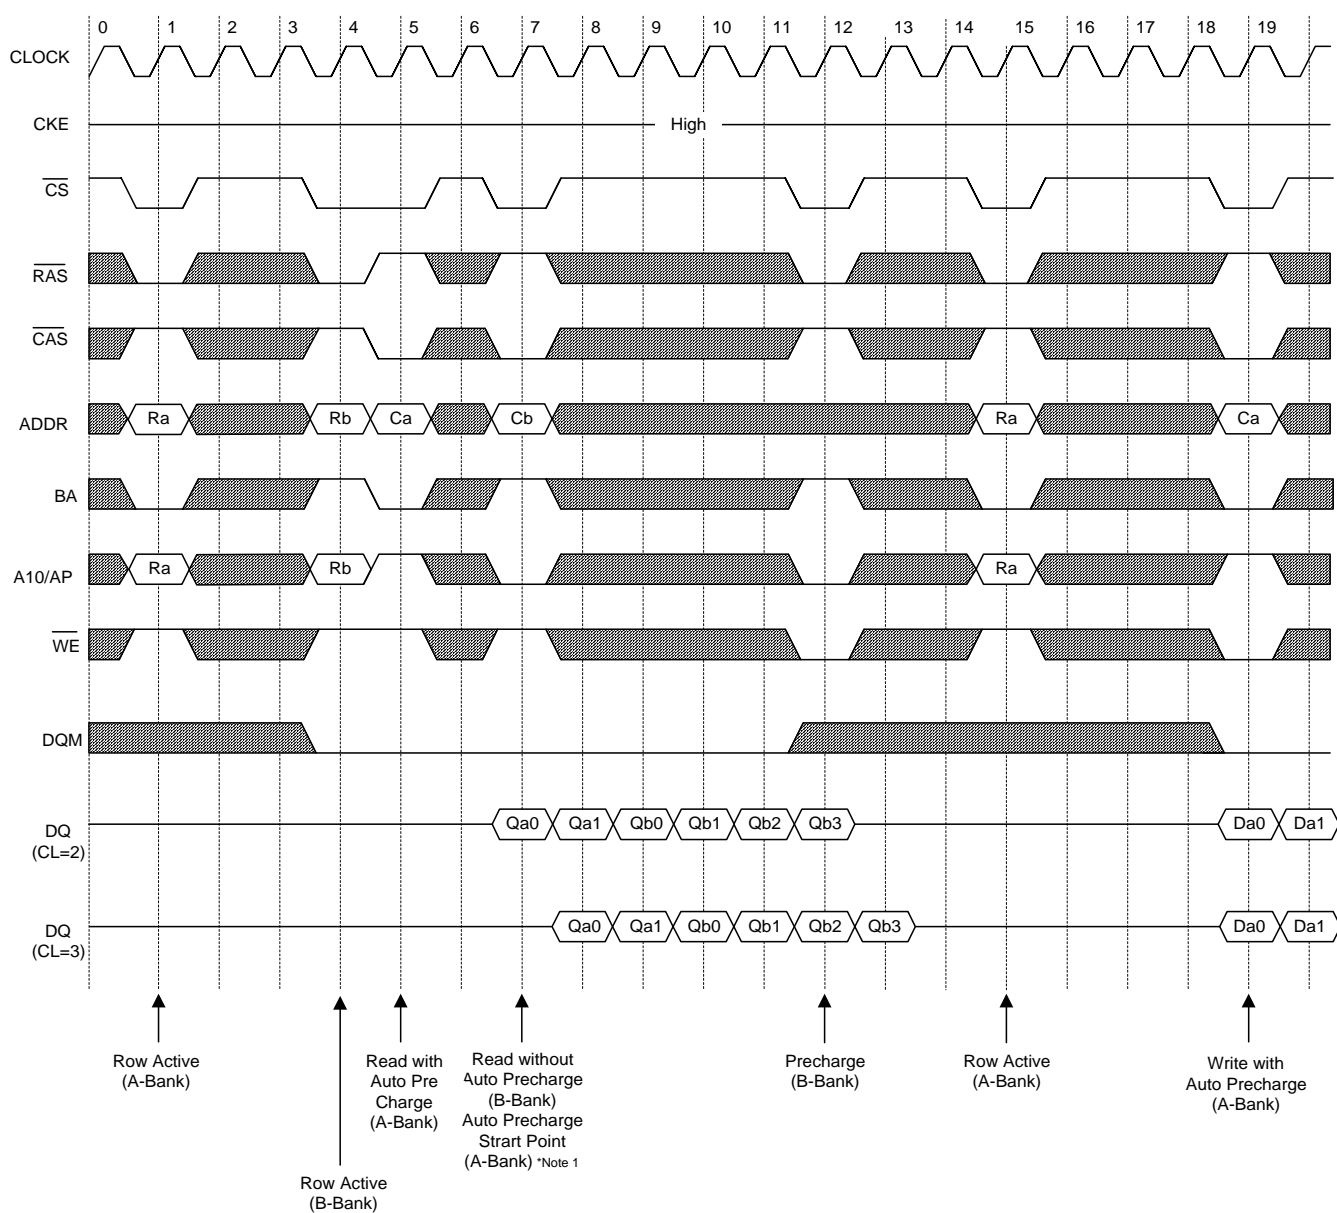 0 1 2 3 4 5 6 7 8 9 10 11 12 13 14 15 16 17 18 19
CLOCK
CKE High
CS
RAS
CAS
ADDR Ra Rb Ca Cb Ra Ca
BA
A10/AP Ra Rb Ra
WE
DQM
DQ
(CL=2)
Qa0 Qa1 Qb0 Qb1 Qb2 Qb3 Da0 Da1
DQ
(CL=3)
Qa0 Qa1 Qb0 Qb1 Qb2 Qb3 Da0 Da1
Row Active
(A-Bank)
Row Active
(B-Bank)
Read with
Auto Pre
Charge
(A-Bank)
Read without
Auto Precharge
(B-Bank)
Auto Precharge
Strart Point
(A-Bank) *Note 1
Precharge
(B-Bank)
Row Active
(A-Bank)
Write with
Auto Precharge
(A-Bank)